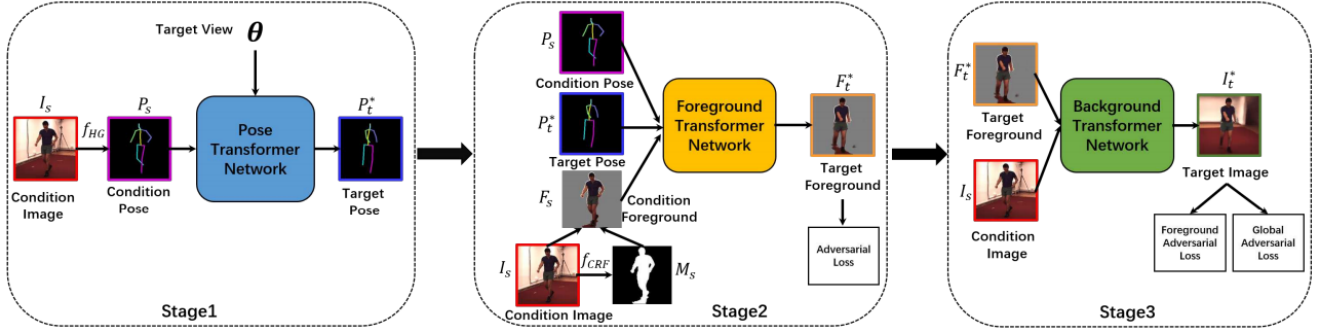 Target View θ
I_s
f_HG
P_s
P_t^*
Pose
Transformer
Network
Condition
Image
Condition
Pose
Target
Pose
Stage1
P_s
Condition Pose
P_t^*
Target Pose
F_s
Condition
Foreground
I_s
f_CRF
M_s
Condition Image
Foreground
Transformer
Network
F_t^*
Target
Foreground
Adversarial
Loss
Stage2
F_t^*
Target
Foreground
I_s
Condition
Image
Background
Transformer
Network
I_t^*
Target Image
Foreground
Adversarial
Loss
Global
Adversarial
Loss
Stage3